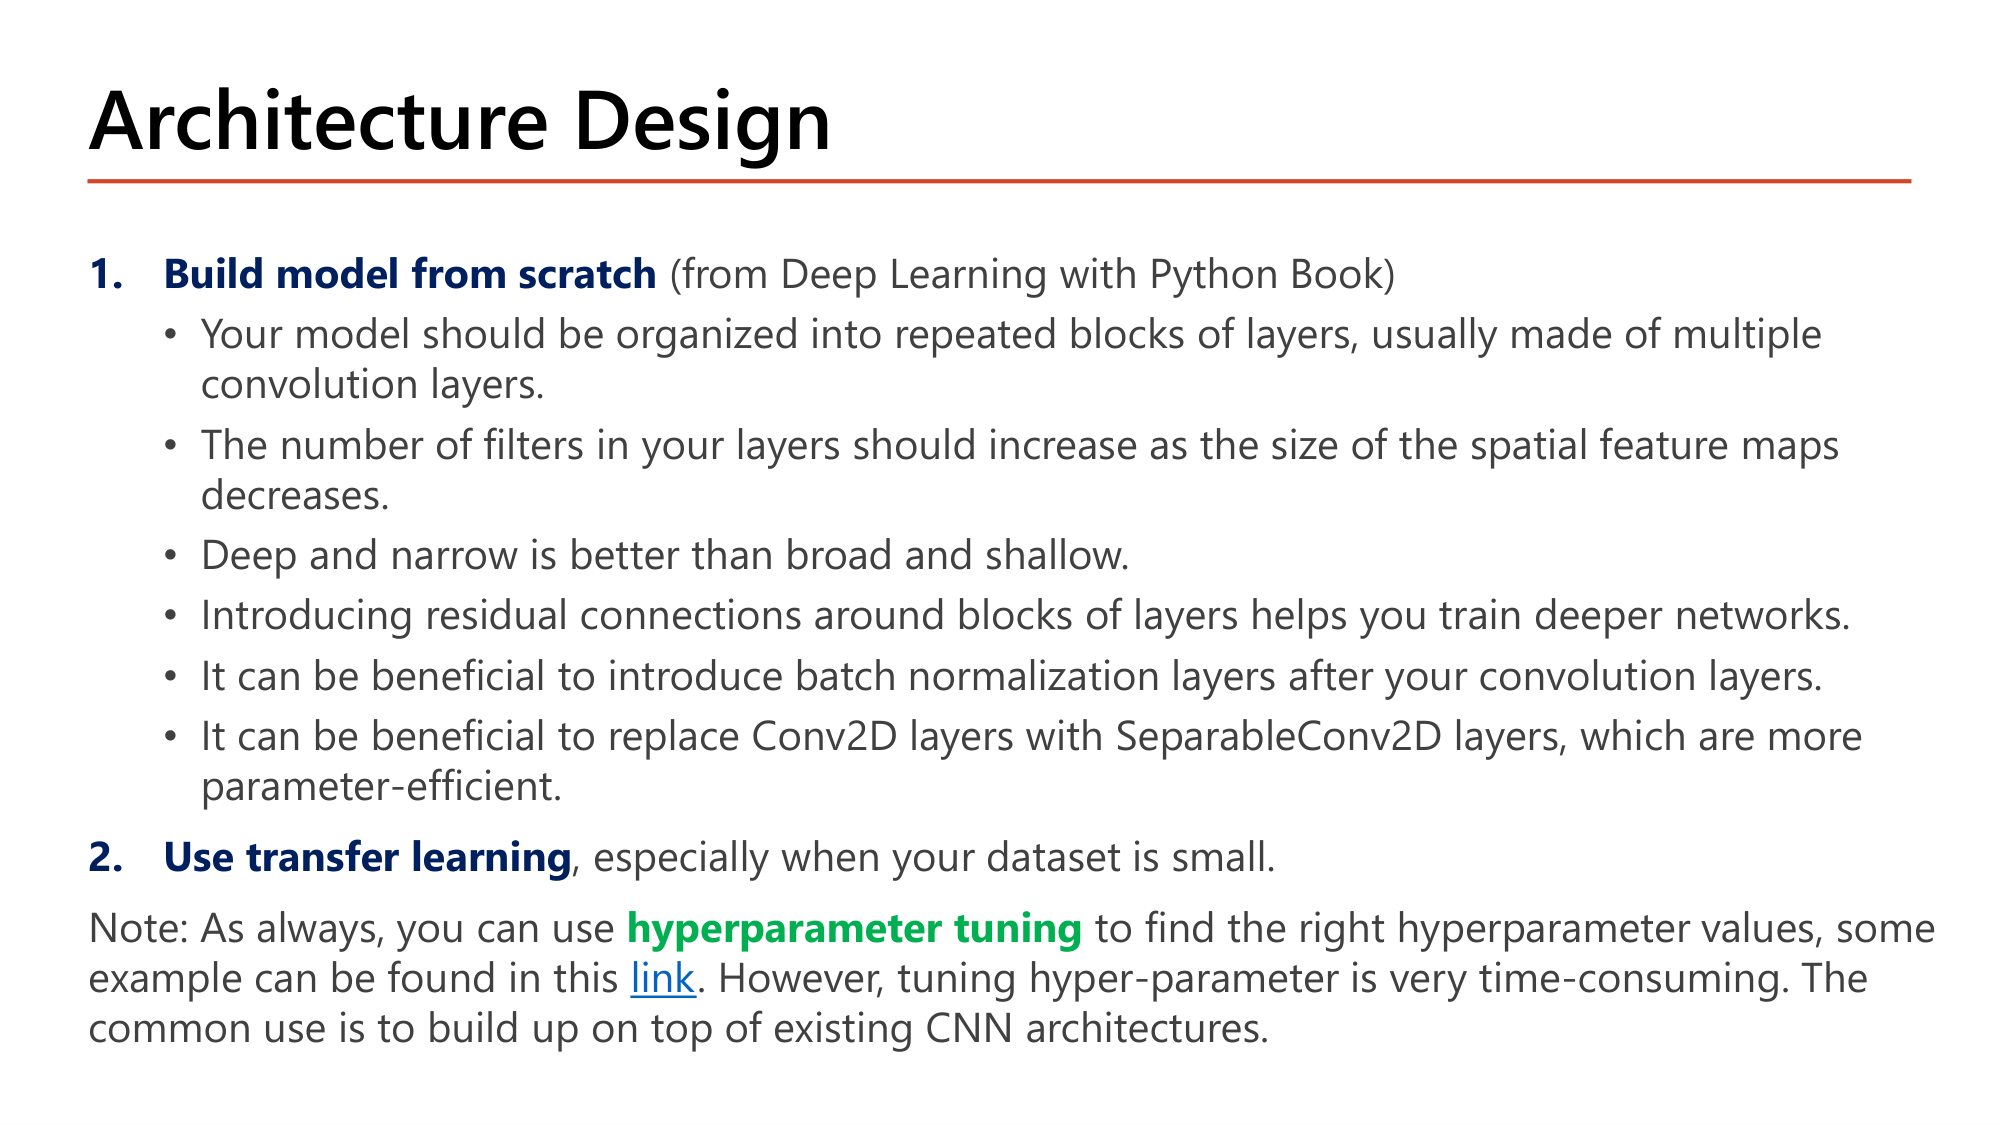 Architecture Design
1. Build model from scratch (from Deep Learning with Python Book)
• Your model should be organized into repeated blocks of layers, usually made of multiple
convolution layers.
• The number of filters in your layers should increase as the size of the spatial feature maps
decreases.
• Deep and narrow is better than broad and shallow.
• Introducing residual connections around blocks of layers helps you train deeper networks.
• It can be beneficial to introduce batch normalization layers after your convolution layers.
• It can be beneficial to replace Conv2D layers with SeparableConv2D layers, which are more
parameter-efficient.
2. Use transfer learning, especially when your dataset is small.
Note: As always, you can use hyperparameter tuning to find the right hyperparameter values, some
example can be found in this link. However, tuning hyper-parameter is very time-consuming. The
common use is to build up on top of existing CNN architectures.